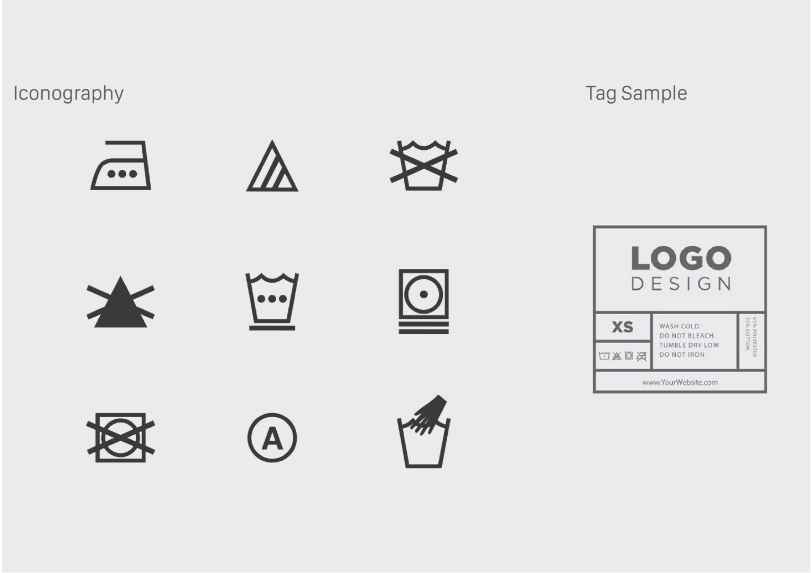 Iconography
Tag Sample
A
LOGO
DESIGN
XS
WASH COLD
DO NOT BLEACH
TUMBLE DRY LOW
DO NOT IRON
www.YourWebsite.com